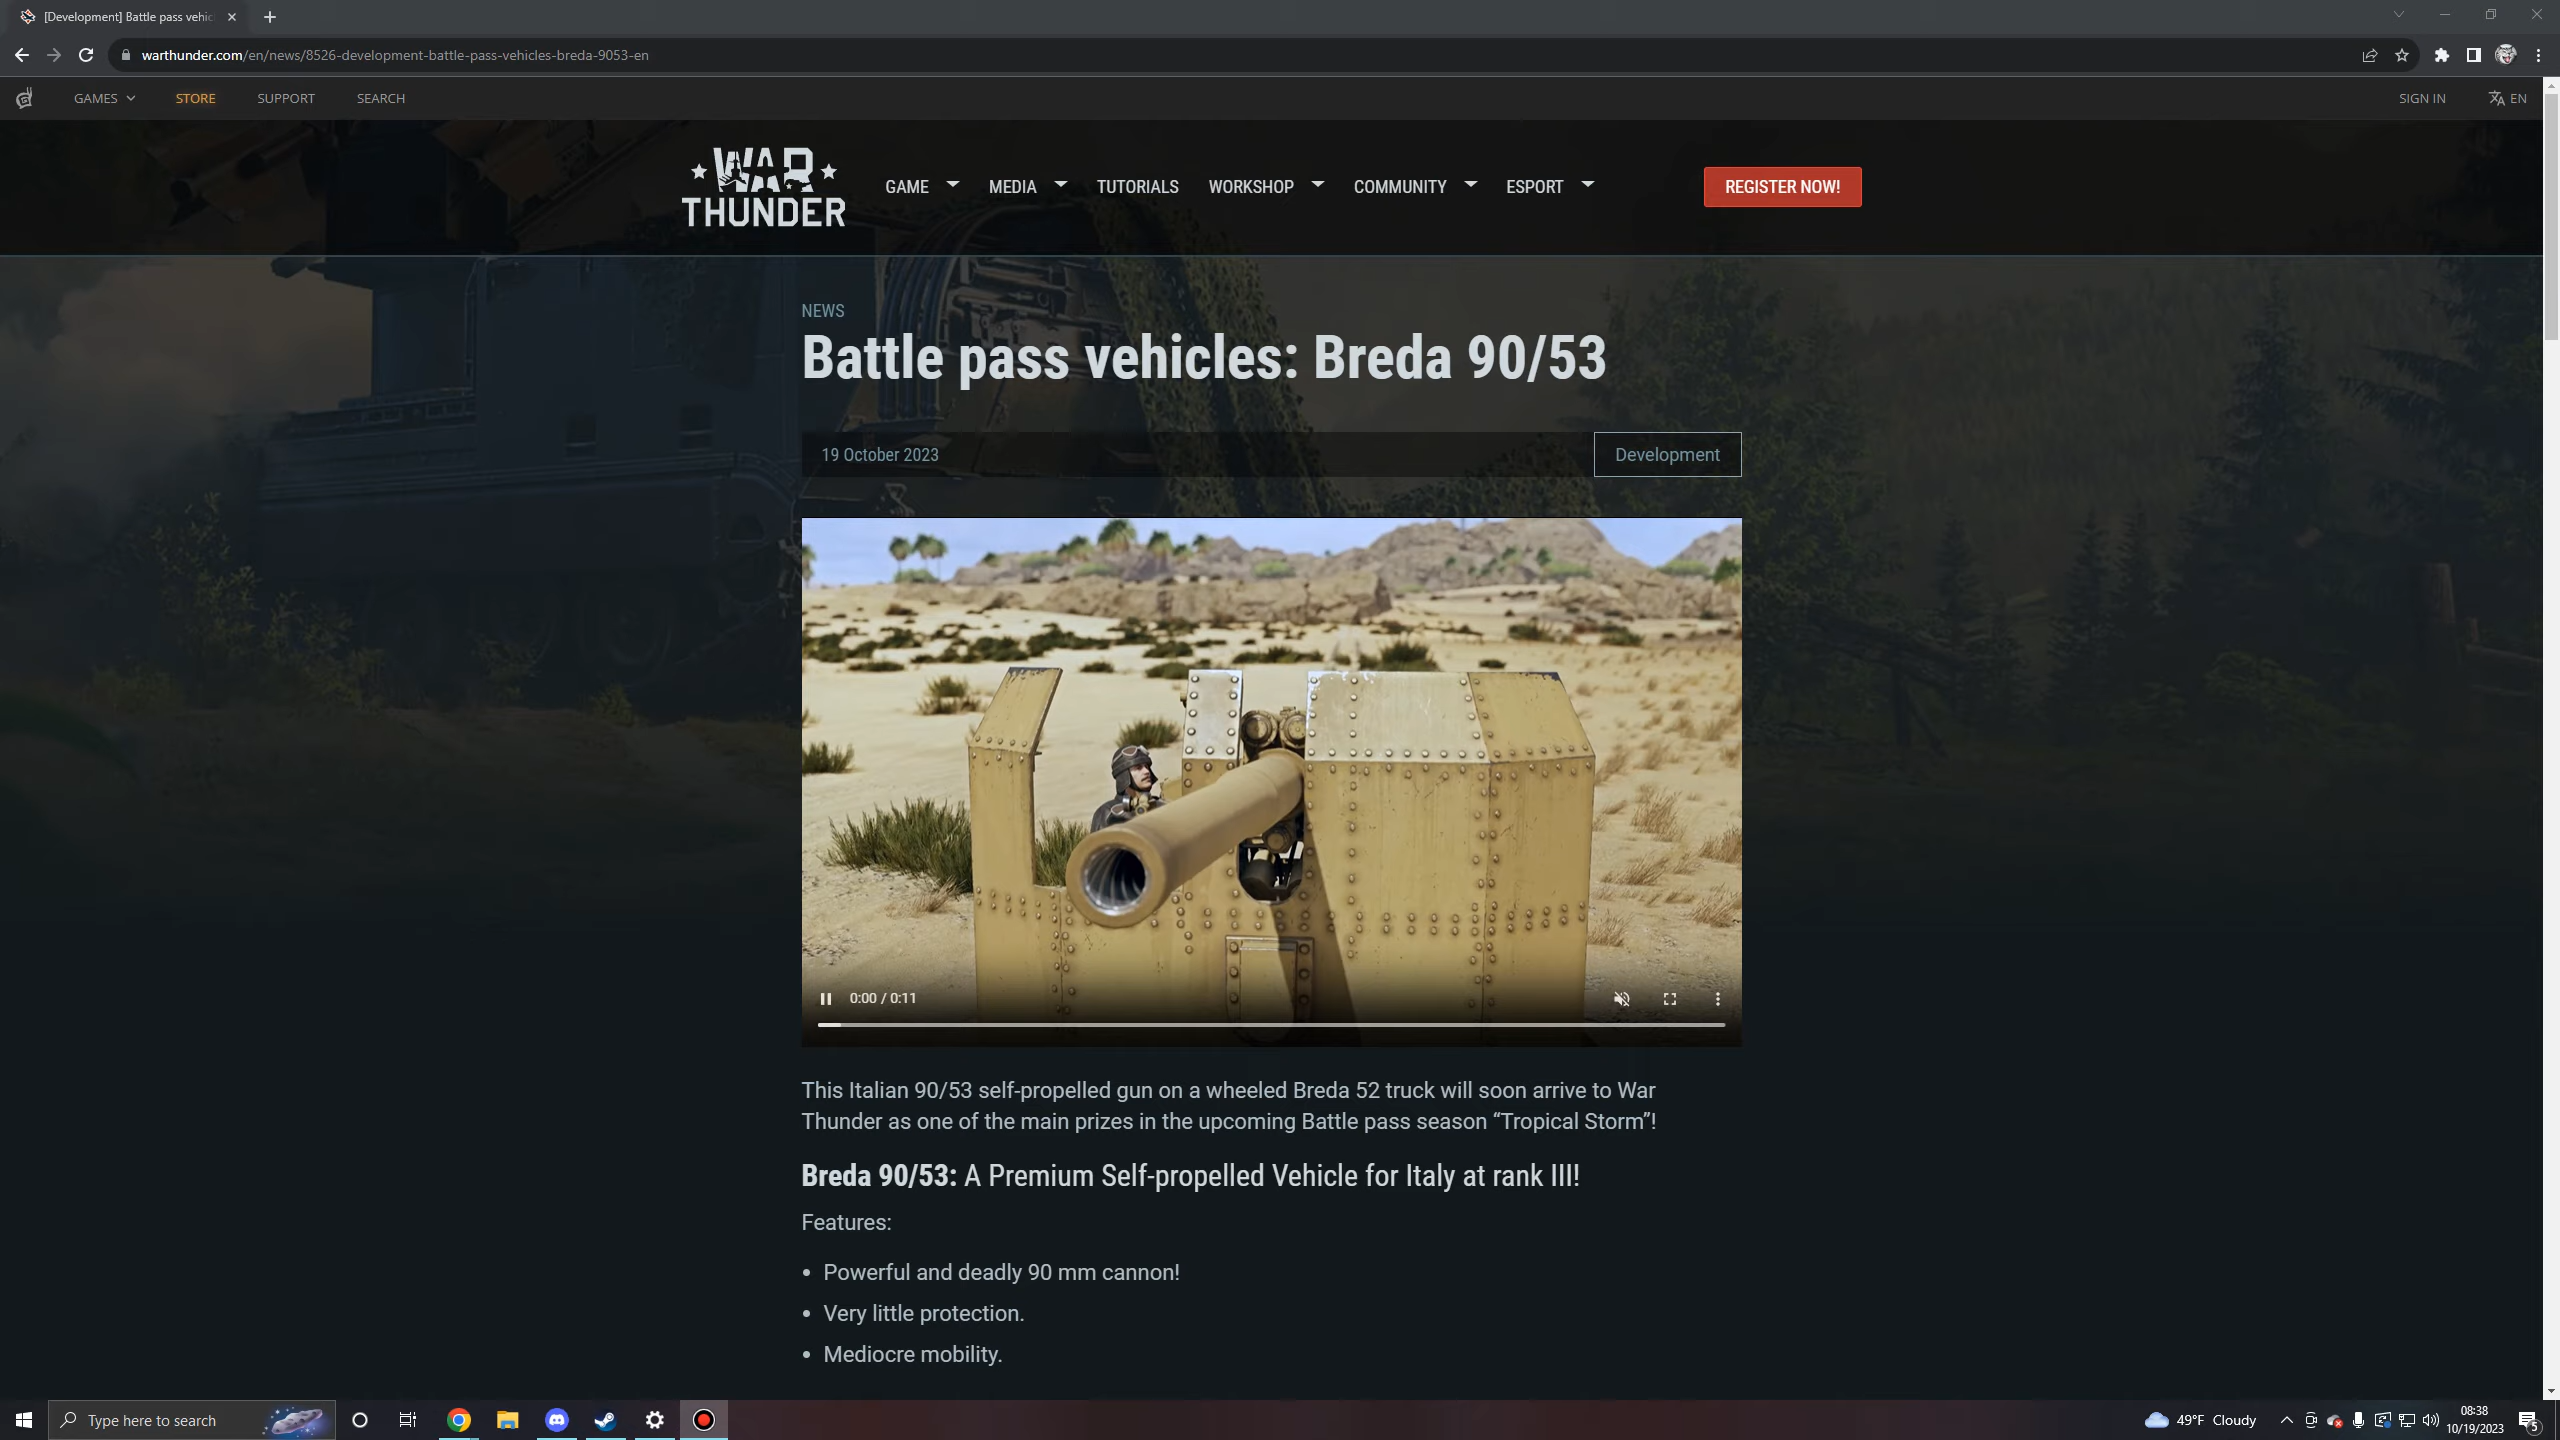 [Development] Battle pass vehic
warthunder.com/en/news/8526-development-battle-pass-vehicles-breda-9053-en
GAMES
STORE
SUPPORT
SEARCH
SIGN IN
EN
WAR
THUNDER
GAME
MEDIA
TUTORIALS
WORKSHOP
COMMUNITY
ESPORT
REGISTER NOW!
NEWS
Battle pass vehicles: Breda 90/53
19 October 2023
Development
0:00 / 0:11
This Italian 90/53 self-propelled gun on a wheeled Breda 52 truck will soon arrive to War
Thunder as one of the main prizes in the upcoming Battle pass season “Tropical Storm”!
Breda 90/53: A Premium Self-propelled Vehicle for Italy at rank III!
Features:
• Powerful and deadly 90 mm cannon!
• Very little protection.
• Mediocre mobility.
Type here to search
49°F Cloudy
08:38
10/19/2023
5